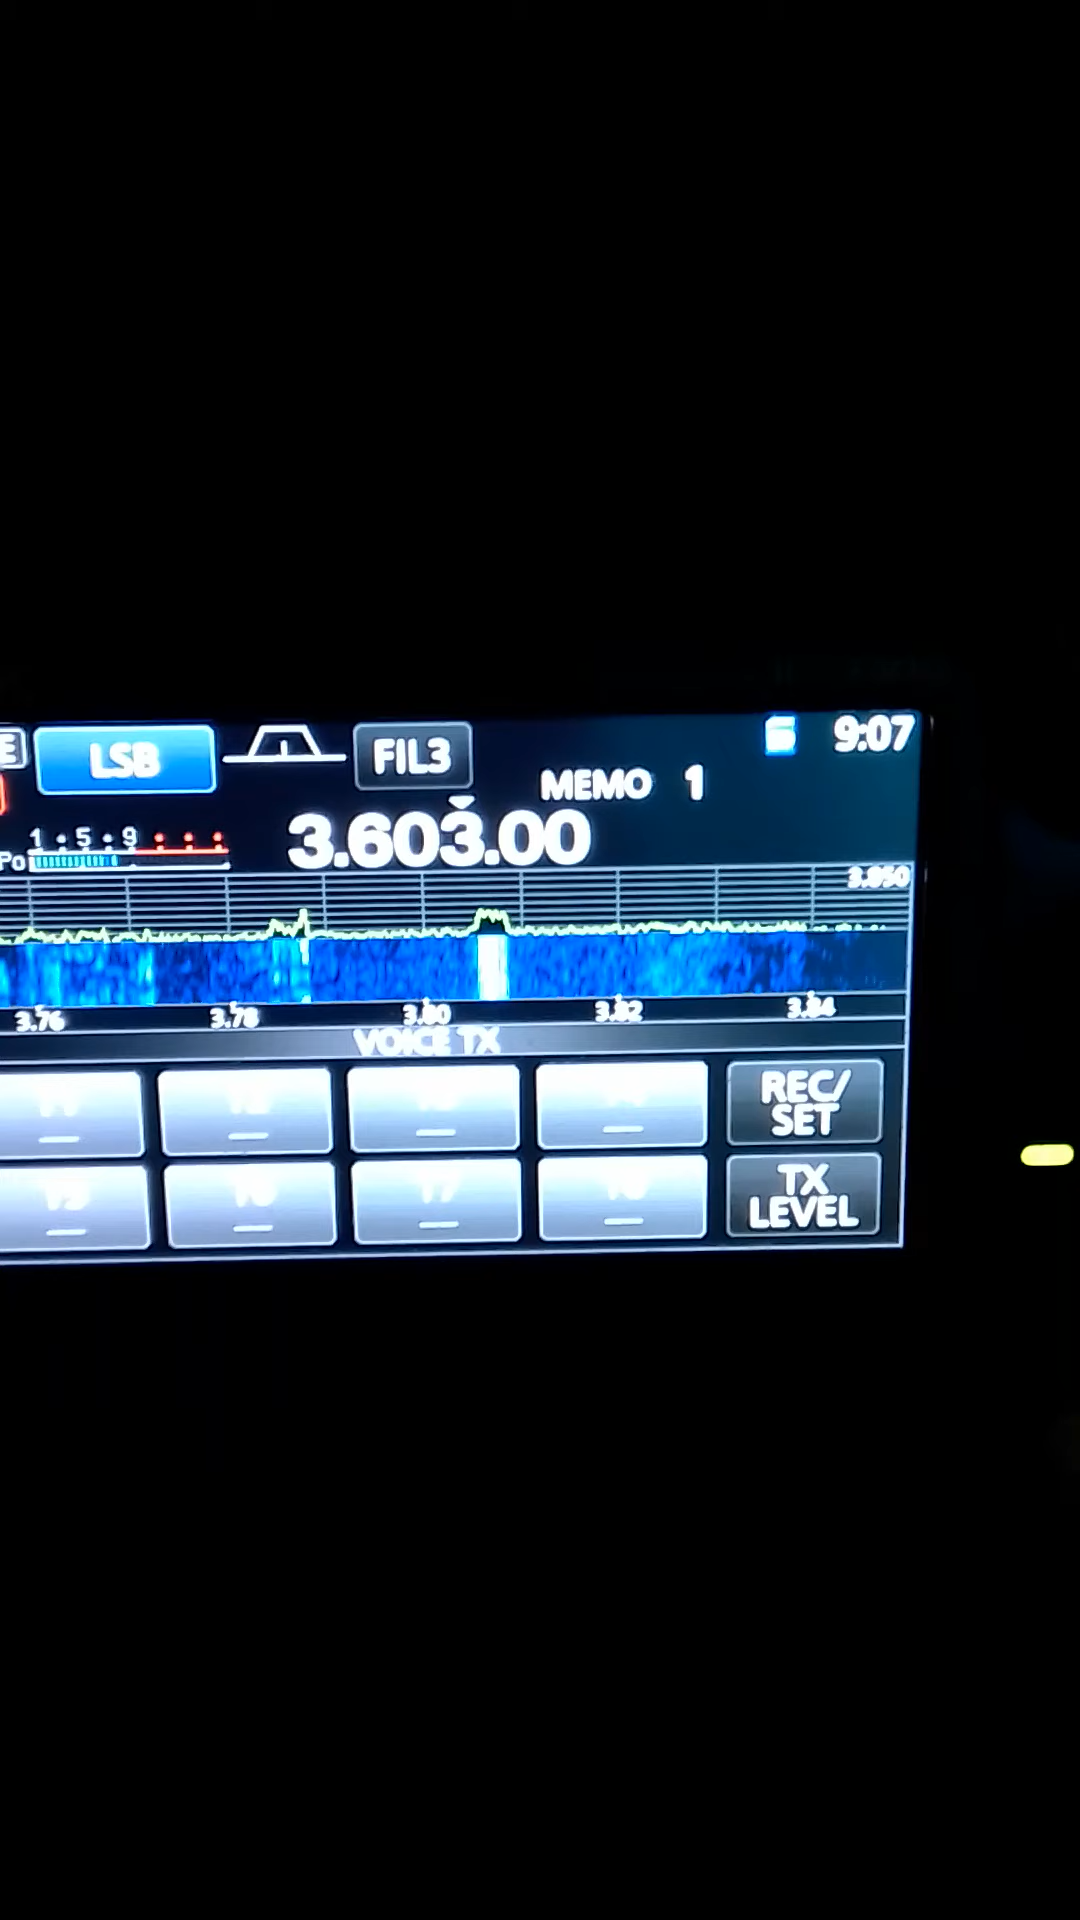 E LSB FIL3 9:07
MEMO 1
1 • 5 • 9
3.603.00
Po
3.850
3.76 3.78 3.80 3.82 3.84
VOICE TX
REC/
SET
TX
LEVEL